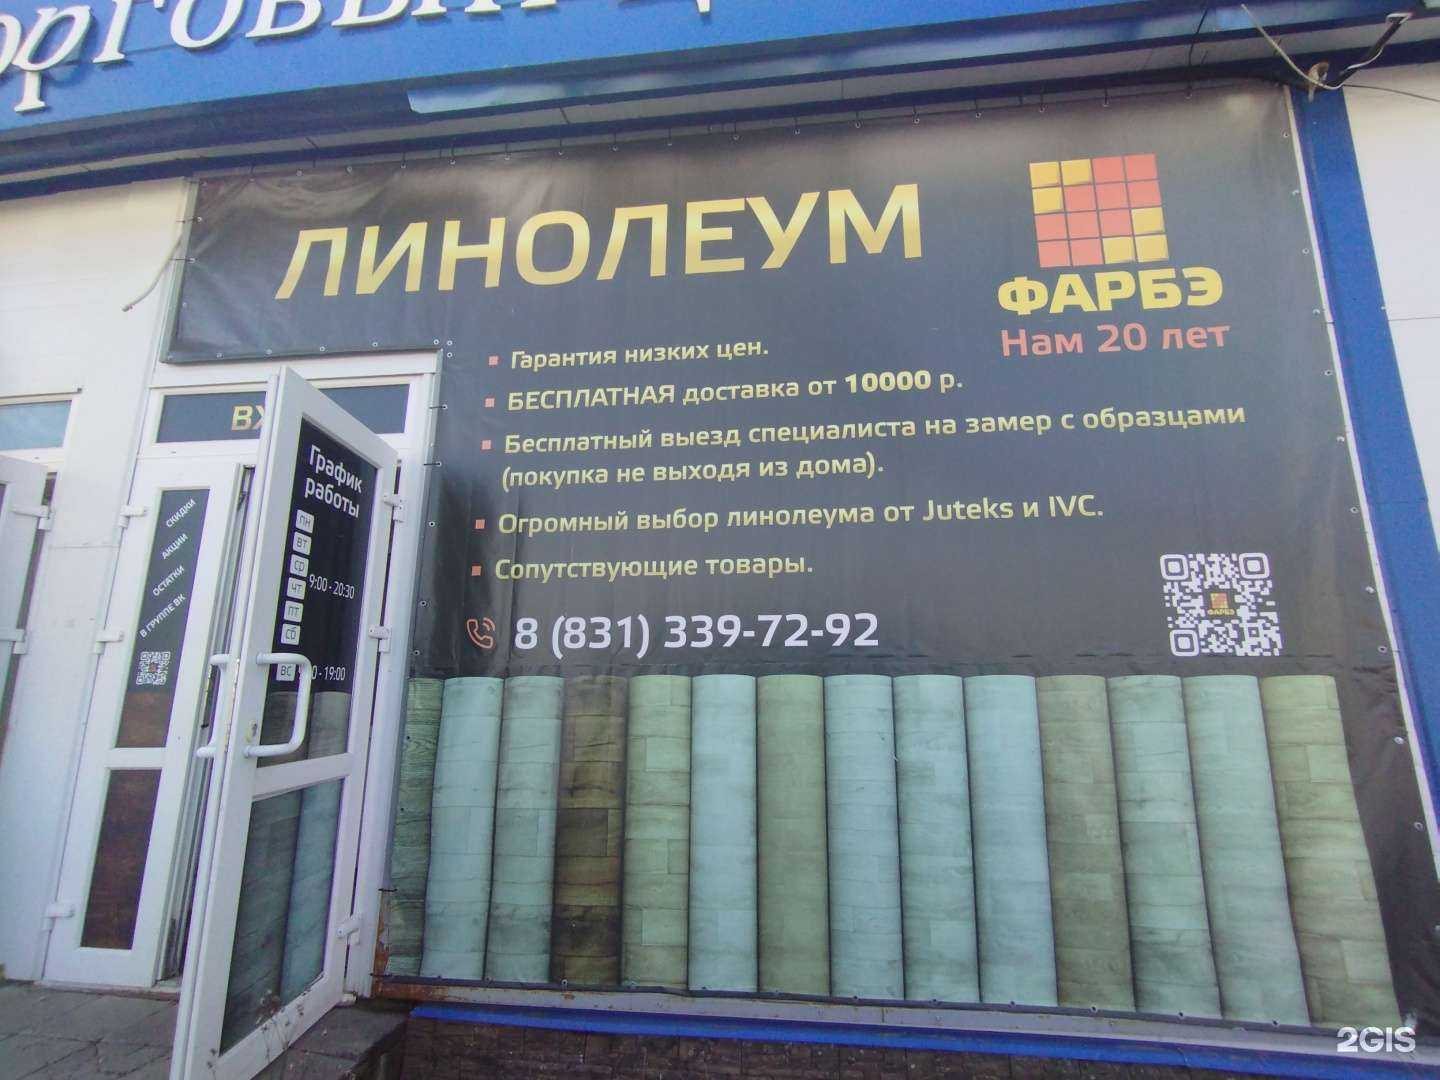 ЛИНОЛЕУМ
ФАРБЭ
Нам 20 лет
Гарантия низких цен.
БЕСПЛАТНАЯ доставка от 10000 р.
Бесплатный выезд специалиста на замер с образцами
(покупка не выходя из дома).
Огромный выбор линолеума от Juteks и IVC.
Сопутствующие товары.
8 (831) 339-72-92
ФАРБЭ
График
работы
пн
вт
ср
чт
пт
сб
9:00 - 20:30
вс
- 19:00
СКИДКИ
АКЦИИ
ОСТАТКИ
В ГРУППЕ ВК
2GIS